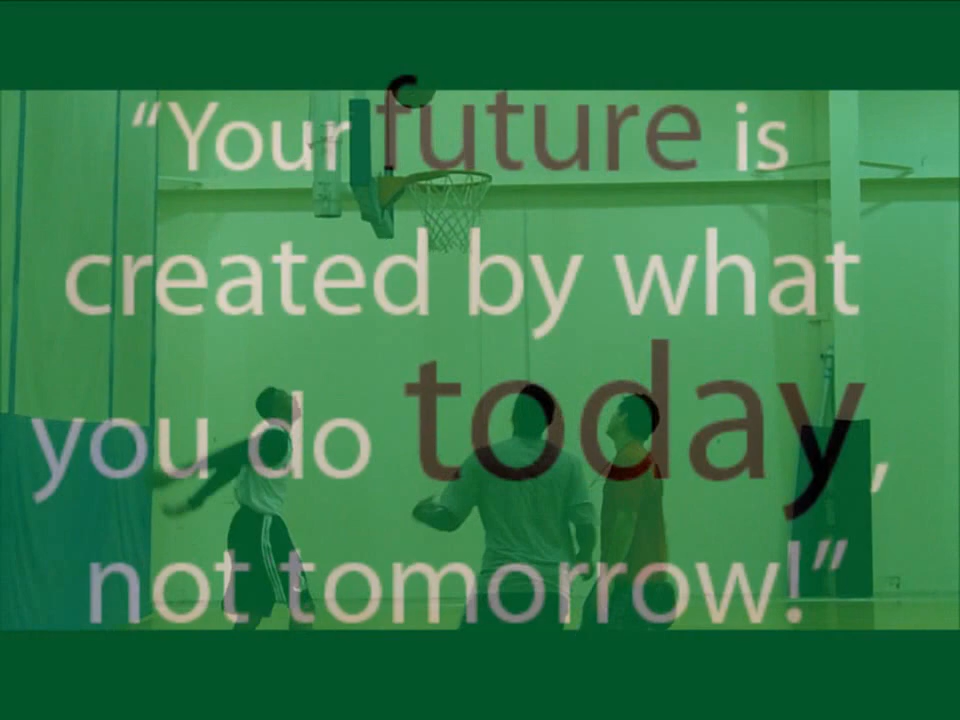 “Your future is
created by what
you do today,
not tomorrow!”